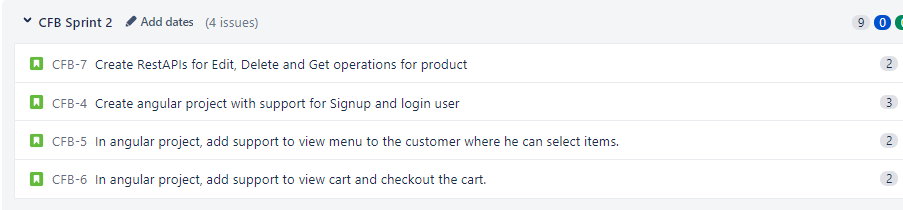 CFB Sprint 2 Add dates (4 issues) 9 0
CFB-7 Create RestAPIs for Edit, Delete and Get operations for product 2
CFB-4 Create angular project with support for Signup and login user 3
CFB-5 In angular project, add support to view menu to the customer where he can select items. 2
CFB-6 In angular project, add support to view cart and checkout the cart. 2